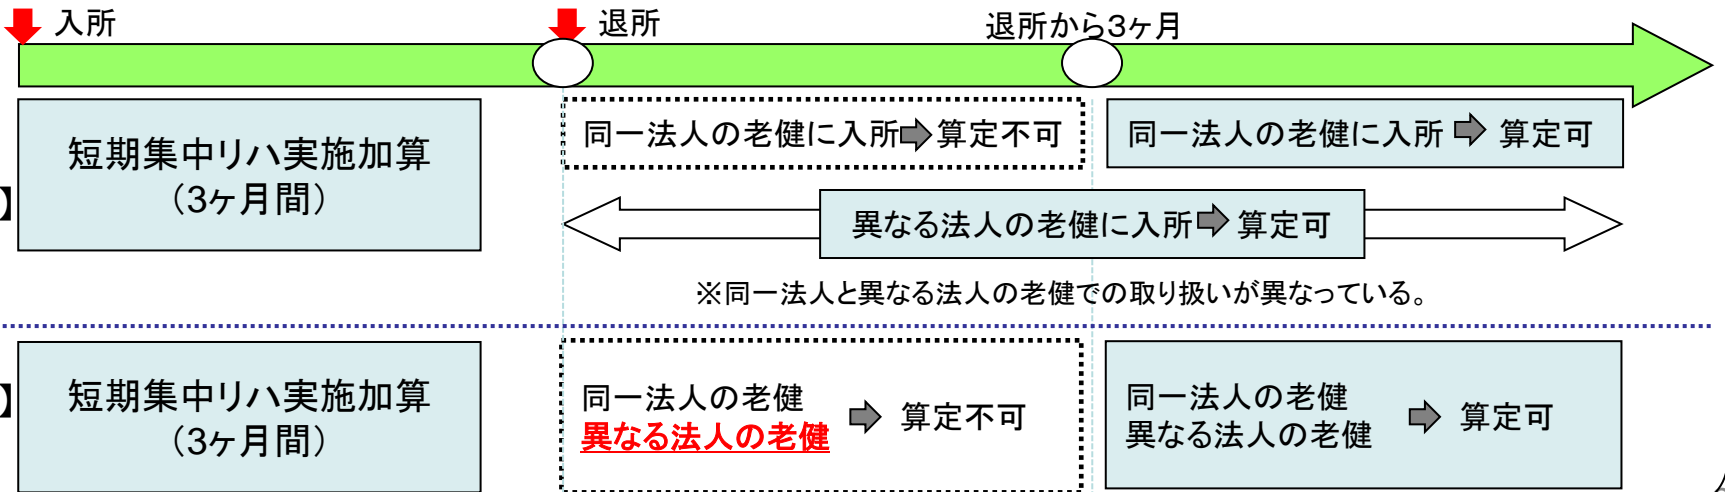 入所
退所
退所から3ヶ月
短期集中リハ実施加算
(3ヶ月間)
同一法人の老健に入所 算定不可
同一法人の老健に入所 算定可
】
異なる法人の老健に入所 算定可
※同一法人と異なる法人の老健での取り扱いが異なっている。
】
短期集中リハ実施加算
(3ヶ月間)
同一法人の老健
異なる法人の老健
算定不可
同一法人の老健
異なる法人の老健
算定可